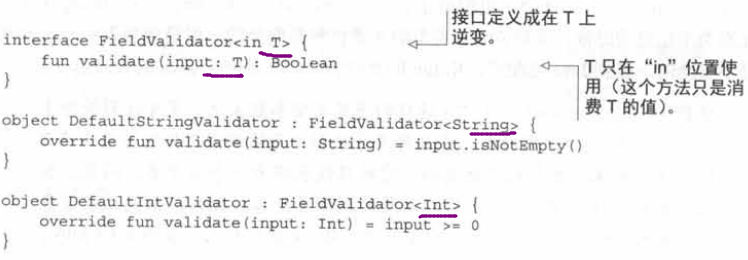 接口定义成在 T 上
逆变。
interface FieldValidator<in T> {
    fun validate(input: T): Boolean
}
T 只在“in”位置使
用（这个方法只是消
费 T 的值）。
object DefaultStringValidator : FieldValidator<String> {
    override fun validate(input: String) = input.isNotEmpty()
}
object DefaultIntValidator : FieldValidator<Int> {
    override fun validate(input: Int) = input >= 0
}